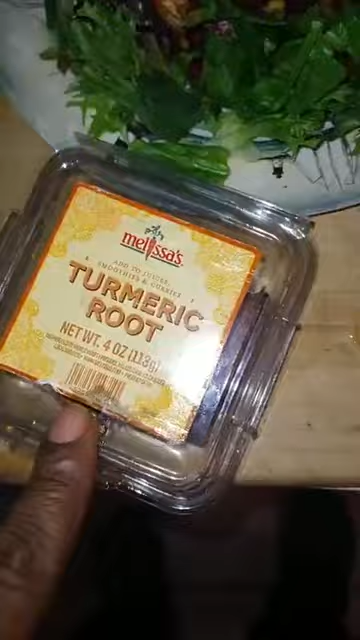 melissa's
ADD TO JUICES,
SMOOTHIES & CURRIES
TURMERIC
ROOT
NET WT. 4 OZ (113g)